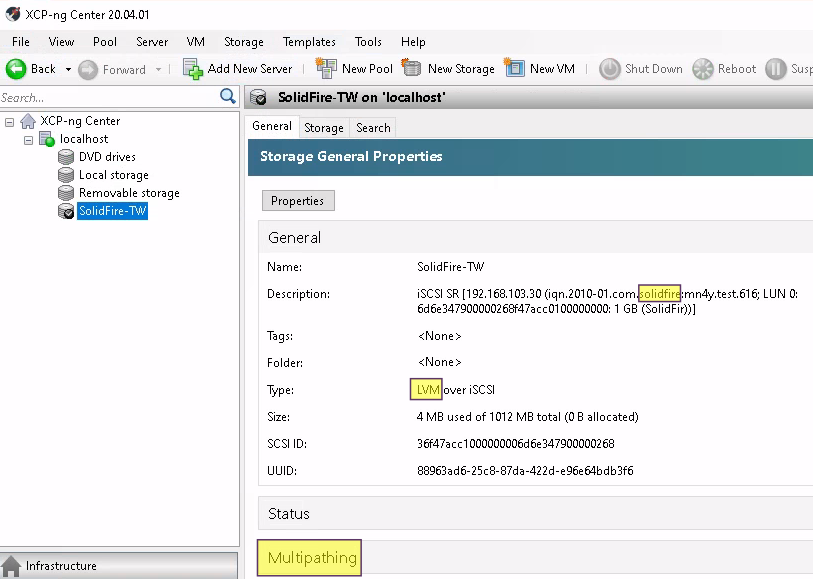 XCP-ng Center 20.04.01
File View Pool Server VM Storage Templates Tools Help
Back Forward Add New Server New Pool New Storage New VM Shut Down Reboot Susp
Search...
SolidFire-TW on 'localhost'
XCP-ng Center
localhost
DVD drives
Local storage
Removable storage
SolidFire-TW
Infrastructure
General Storage Search
Storage General Properties
Properties
General
Name: SolidFire-TW
Description: iSCSI SR [192.168.103.30 (iqn.2010-01.com.solidfire:mn4y.test.616; LUN 0:
6d6e347900000268f47acc0100000000: 1 GB (SolidFir))]
Tags: <None>
Folder: <None>
Type: LVM over iSCSI
Size: 4 MB used of 1012 MB total (0 B allocated)
SCSI ID: 36f47acc1000000006d6e347900000268
UUID: 88963ad6-25c8-87da-422d-e96e64bdb3f6
Status
Multipathing